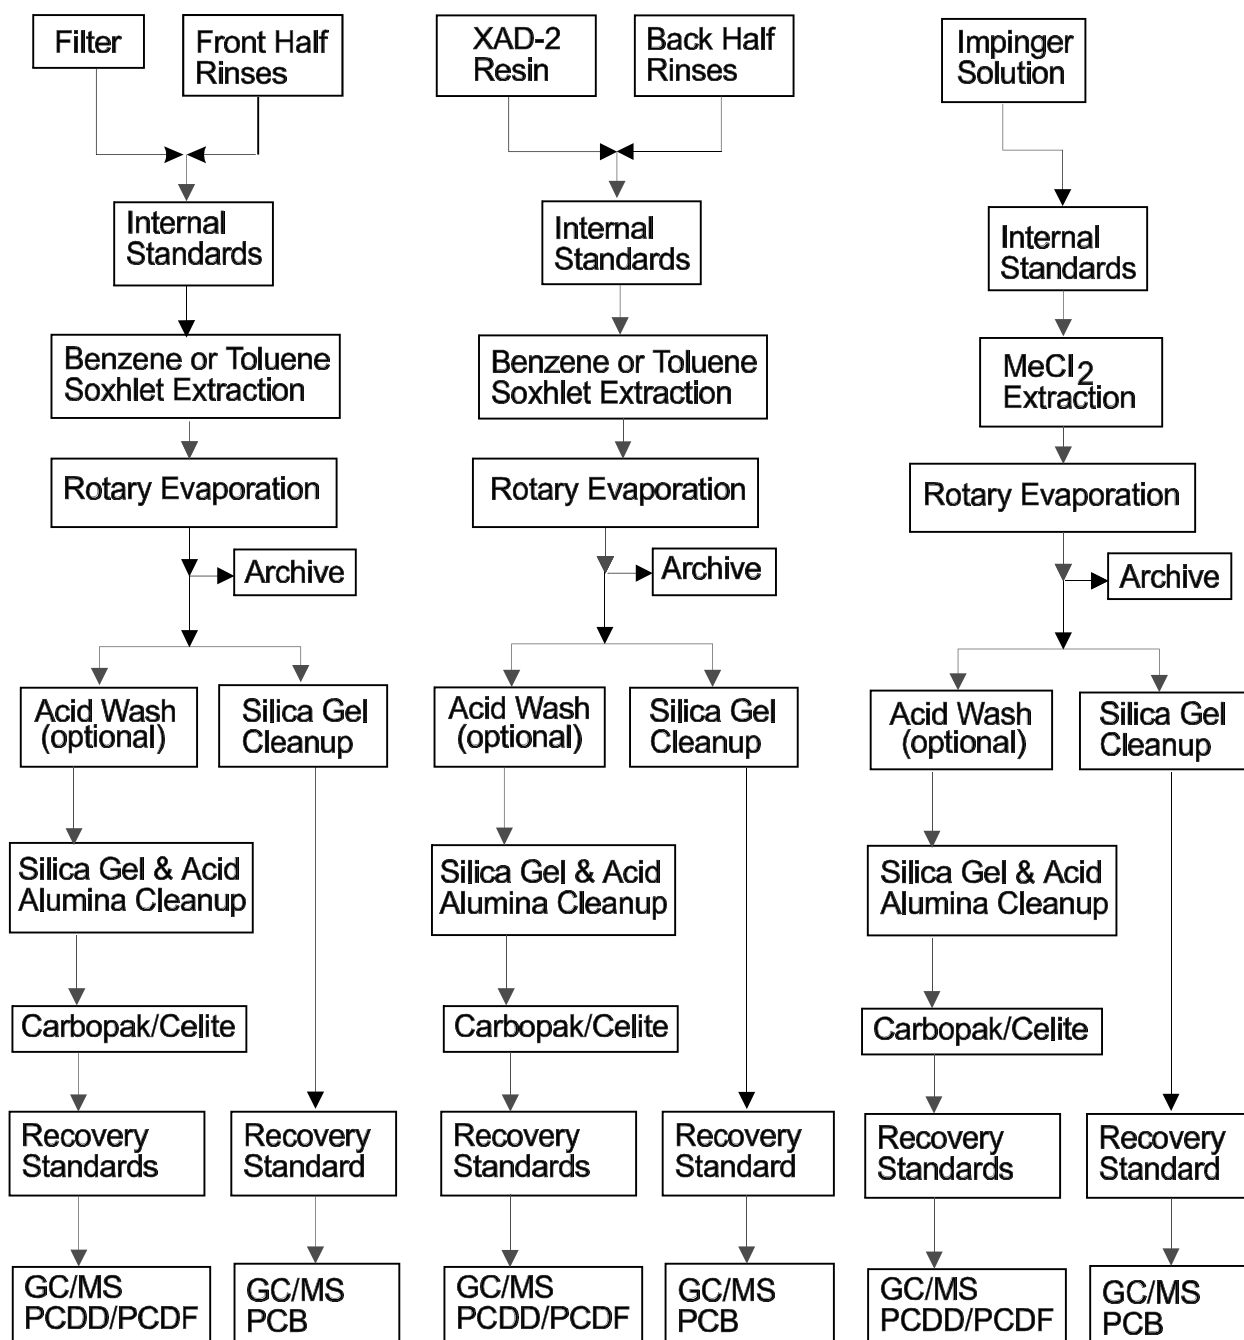 Filter
Front Half
Rinses
XAD-2
Resin
Back Half
Rinses
Impinger
Solution
Internal
Standards
Internal
Standards
Internal
Standards
Benzene or Toluene
Soxhlet Extraction
Benzene or Toluene
Soxhlet Extraction
MeCl2
Extraction
Rotary Evaporation
Rotary Evaporation
Rotary Evaporation
Archive
Archive
Archive
Acid Wash
(optional)
Silica Gel
Cleanup
Acid Wash
(optional)
Silica Gel
Cleanup
Acid Wash
(optional)
Silica Gel
Cleanup
Silica Gel & Acid
Alumina Cleanup
Silica Gel & Acid
Alumina Cleanup
Silica Gel & Acid
Alumina Cleanup
Carbopak/Celite
Carbopak/Celite
Carbopak/Celite
Recovery
Standards
Recovery
Standard
Recovery
Standards
Recovery
Standard
Recovery
Standards
Recovery
Standard
GC/MS
PCDD/PCDF
GC/MS
PCB
GC/MS
PCDD/PCDF
GC/MS
PCB
GC/MS
PCDD/PCDF
GC/MS
PCB